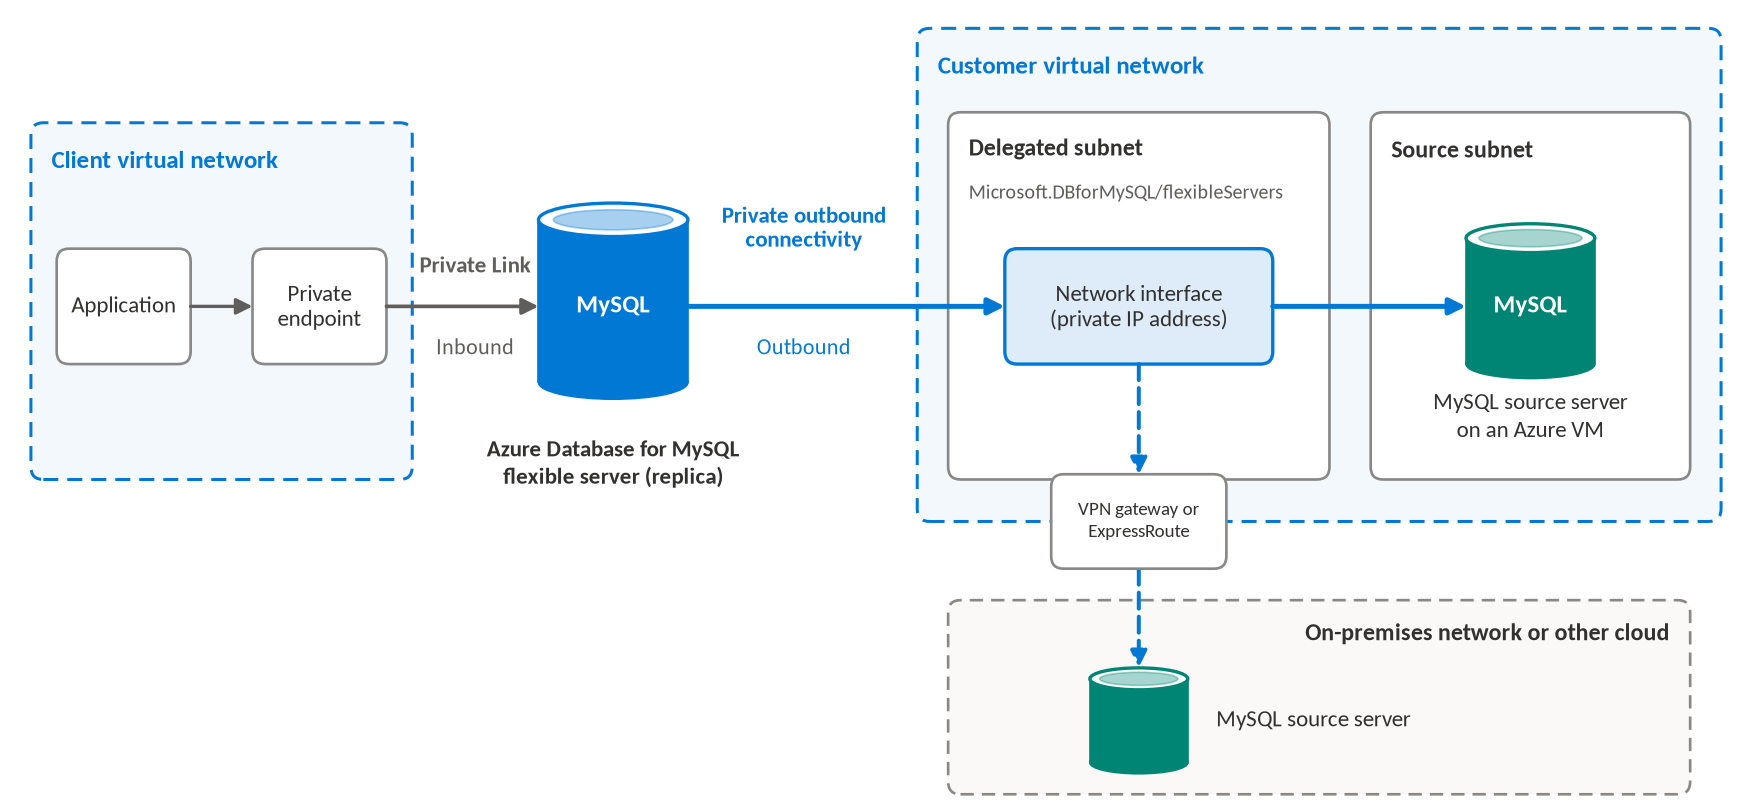 Client virtual network
Application
Private
endpoint
Private Link
Inbound
MySQL
Azure Database for MySQL
flexible server (replica)
Private outbound
connectivity
Outbound
Customer virtual network
Delegated subnet
Microsoft.DBforMySQL/flexibleServers
Network interface
(private IP address)
Source subnet
MySQL
MySQL source server
on an Azure VM
VPN gateway or
ExpressRoute
On-premises network or other cloud
MySQL source server